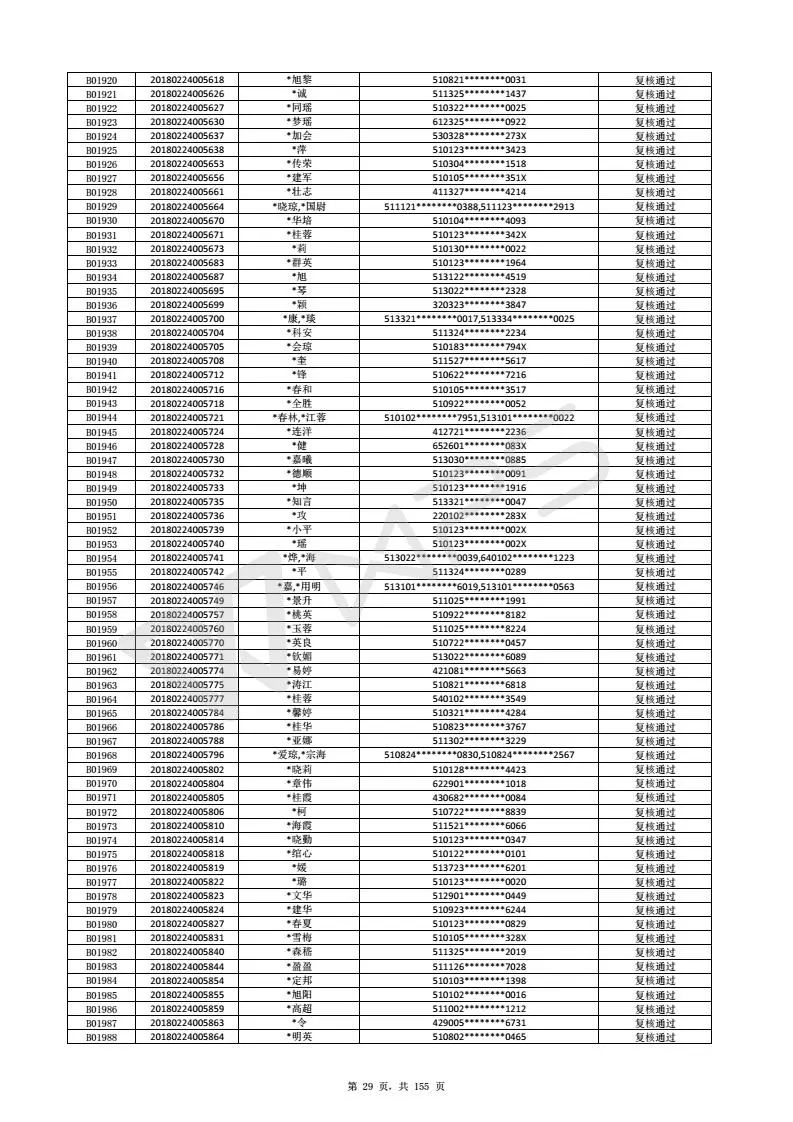 B01920 20180224005618 *旭黎 510821********0031 复核通过
B01921 20180224005626 *诚 511325********1437 复核通过
B01922 20180224005627 *同瑶 510322********0025 复核通过
B01923 20180224005630 *梦瑶 612325********0922 复核通过
B01924 20180224005637 *加会 530328********273X 复核通过
B01925 20180224005638 *萍 510123********3423 复核通过
B01926 20180224005653 *传荣 510304********1518 复核通过
B01927 20180224005656 *建军 510105********351X 复核通过
B01928 20180224005661 *壮志 411327********4214 复核通过
B01929 20180224005664 *晓琼,*国尉 511121********0388,511123********2913 复核通过
B01930 20180224005670 *华培 510104********4093 复核通过
B01931 20180224005671 *桂蓉 510123********342X 复核通过
B01932 20180224005673 *莉 510130********0022 复核通过
B01933 20180224005683 *群英 510123********1964 复核通过
B01934 20180224005687 *旭 513122********4519 复核通过
B01935 20180224005695 *琴 513022********2328 复核通过
B01936 20180224005699 *颖 320323********3847 复核通过
B01937 20180224005700 *康,*琰 513321********0017,513334********0025 复核通过
B01938 20180224005704 *科安 511324********2234 复核通过
B01939 20180224005705 *会琼 510183********794X 复核通过
B01940 20180224005708 *奎 511527********5617 复核通过
B01941 20180224005712 *锋 510622********7216 复核通过
B01942 20180224005716 *春和 510105********3517 复核通过
B01943 20180224005718 *全胜 510922********0052 复核通过
B01944 20180224005721 *春林,*江蓉 510102********7951,513101********0022 复核通过
B01945 20180224005724 *连洋 412721********2236 复核通过
B01946 20180224005728 *健 652601********083X 复核通过
B01947 20180224005730 *嘉曦 513030********0885 复核通过
B01948 20180224005732 *德顺 510123********0091 复核通过
B01949 20180224005733 *坤 510123********1916 复核通过
B01950 20180224005735 *知言 513321********0047 复核通过
B01951 20180224005736 *攻 220102********283X 复核通过
B01952 20180224005739 *小平 510123********002X 复核通过
B01953 20180224005740 *瑶 510123********002X 复核通过
B01954 20180224005741 *烨,*海 513022********0039,640102********1223 复核通过
B01955 20180224005742 *平 511324********0289 复核通过
B01956 20180224005746 *嘉,*用明 513101********6019,513101********0563 复核通过
B01957 20180224005749 *景升 511025********1991 复核通过
B01958 20180224005757 *桃英 510922********8182 复核通过
B01959 20180224005760 *玉蓉 511025********8224 复核通过
B01960 20180224005770 *英良 510722********0457 复核通过
B01961 20180224005771 *钦媚 513022********6089 复核通过
B01962 20180224005774 *易婷 421081********5663 复核通过
B01963 20180224005775 *涛江 510821********6818 复核通过
B01964 20180224005777 *桂蓉 540102********3549 复核通过
B01965 20180224005784 *馨婷 510321********4284 复核通过
B01966 20180224005786 *桂华 510823********3767 复核通过
B01967 20180224005788 *亚娜 511302********3229 复核通过
B01968 20180224005796 *爱琼,*宗海 510824********0830,510824********2567 复核通过
B01969 20180224005802 *晓莉 510128********4423 复核通过
B01970 20180224005804 *章伟 622901********1018 复核通过
B01971 20180224005805 *桂霞 430682********0084 复核通过
B01972 20180224005806 *柯 510722********8839 复核通过
B01973 20180224005810 *海霞 511521********6066 复核通过
B01974 20180224005814 *晓勤 510123********0347 复核通过
B01975 20180224005818 *绾心 510122********0101 复核通过
B01976 20180224005819 *媛 513723********6201 复核通过
B01977 20180224005822 *璐 510123********0020 复核通过
B01978 20180224005823 *文华 512901********0449 复核通过
B01979 20180224005824 *建华 510923********6244 复核通过
B01980 20180224005827 *春夏 510123********0829 复核通过
B01981 20180224005831 *雪梅 510105********328X 复核通过
B01982 20180224005840 *森嵇 511325********2019 复核通过
B01983 20180224005844 *盈盈 511126********7028 复核通过
B01984 20180224005854 *定邦 510103********1398 复核通过
B01985 20180224005855 *旭阳 510102********0016 复核通过
B01986 20180224005859 *高超 511002********1212 复核通过
B01987 20180224005863 *令 429005********6731 复核通过
B01988 20180224005864 *明英 510802********0465 复核通过
第 29 页, 共 155 页